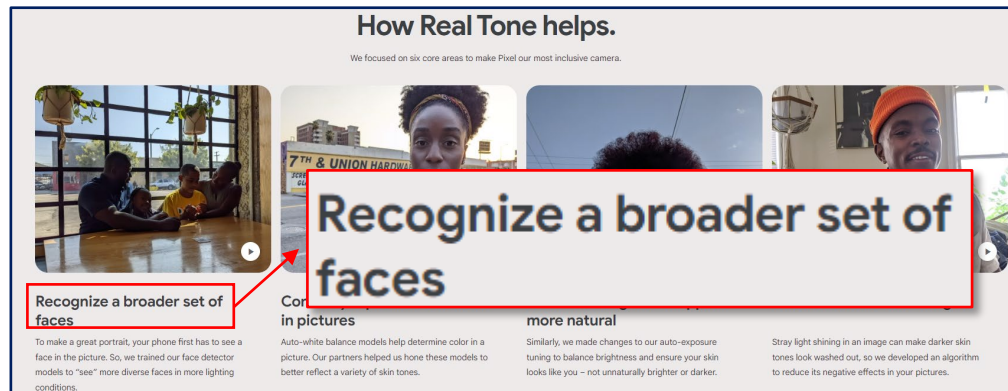 How Real Tone helps.
We focused on six core areas to make Pixel our most inclusive camera.
7TH & UNION HARDWA
Recognize a broader set of
faces
Recognize a broader set of
faces
To make a great portrait, your phone first has to see a
face in the picture. So, we trained our face detector
models to “see” more diverse faces in more lighting
conditions.
in pictures
Auto-white balance models help determine color in a
picture. Our partners helped us hone these models to
better reflect a variety of skin tones.
more natural
Similarly, we made changes to our auto-exposure
tuning to balance brightness and ensure your skin
looks like you – not unnaturally brighter or darker.
Stray light shining in an image can make darker skin
tones look washed out, so we developed an algorithm
to reduce its negative effects in your pictures.